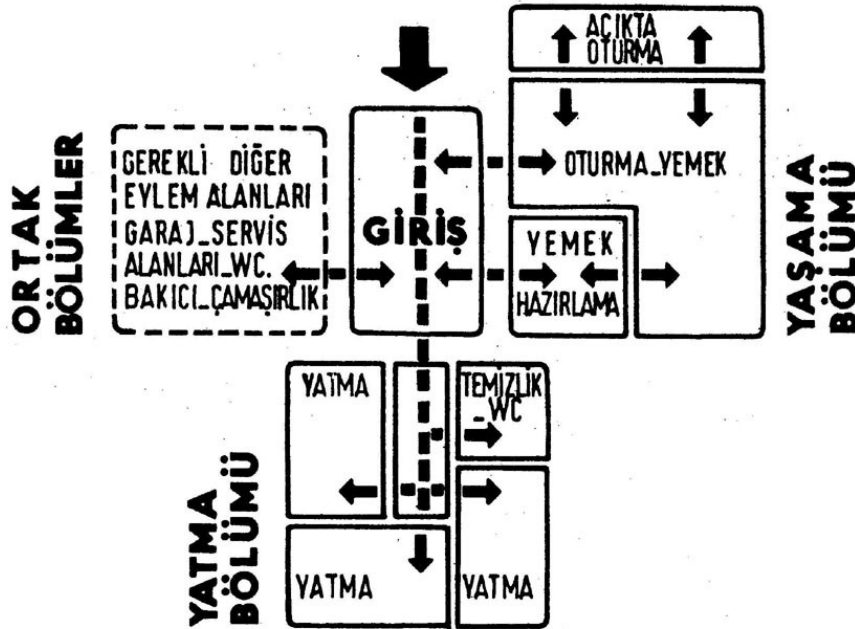 AÇIKTA
OTURMA
ORTAK
BÖLÜMLER
GEREKLİ DİĞER
EYLEM ALANLARI
GARAJ_SERVİS
ALANLARI_WC.
BAKICI_ÇAMAŞIRLIK
GİRİŞ
OTURMA_YEMEK
YEMEK
HAZIRLAMA
YAŞAMA
BÖLÜMÜ
YATMA
TEMİZLİK
_WC
YATMA
BÖLÜMÜ
YATMA
YATMA